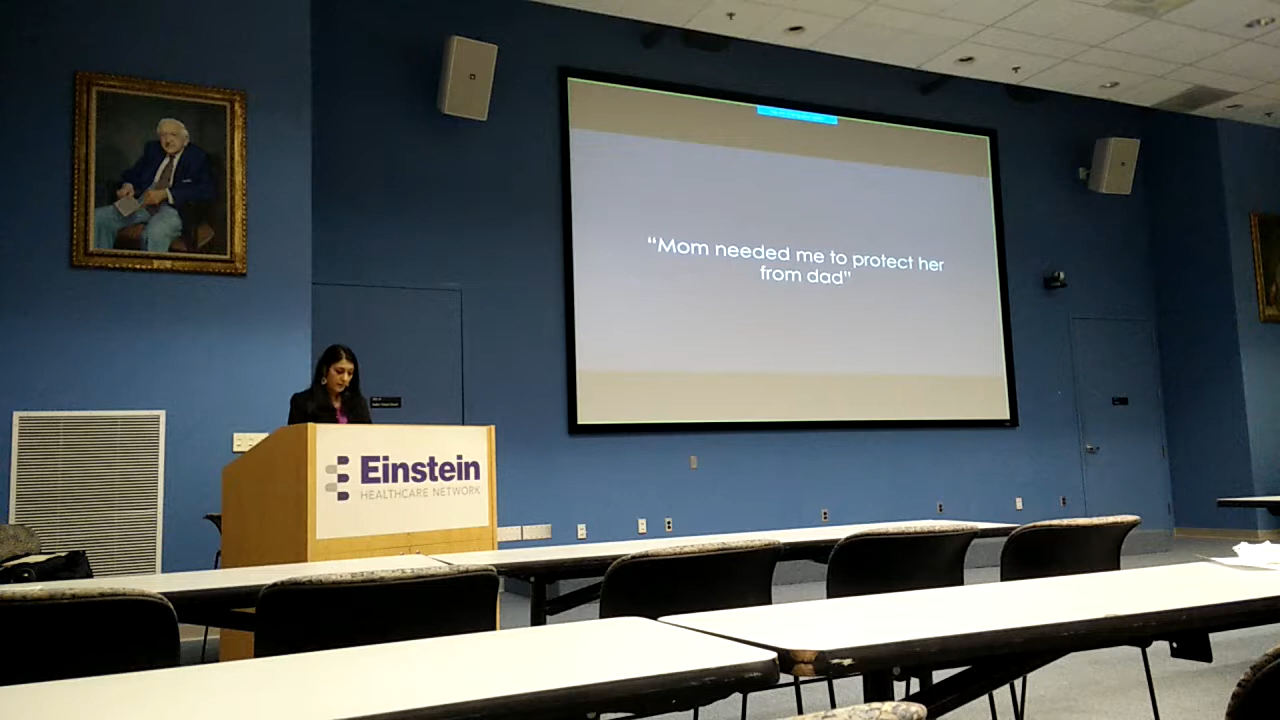 “Mom needed me to protect her
from dad”
Einstein
HEALTHCARE NETWORK